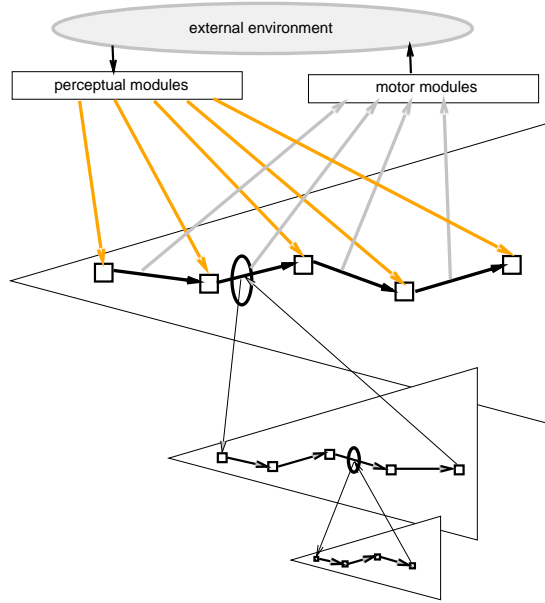 external environment
perceptual modules
motor modules